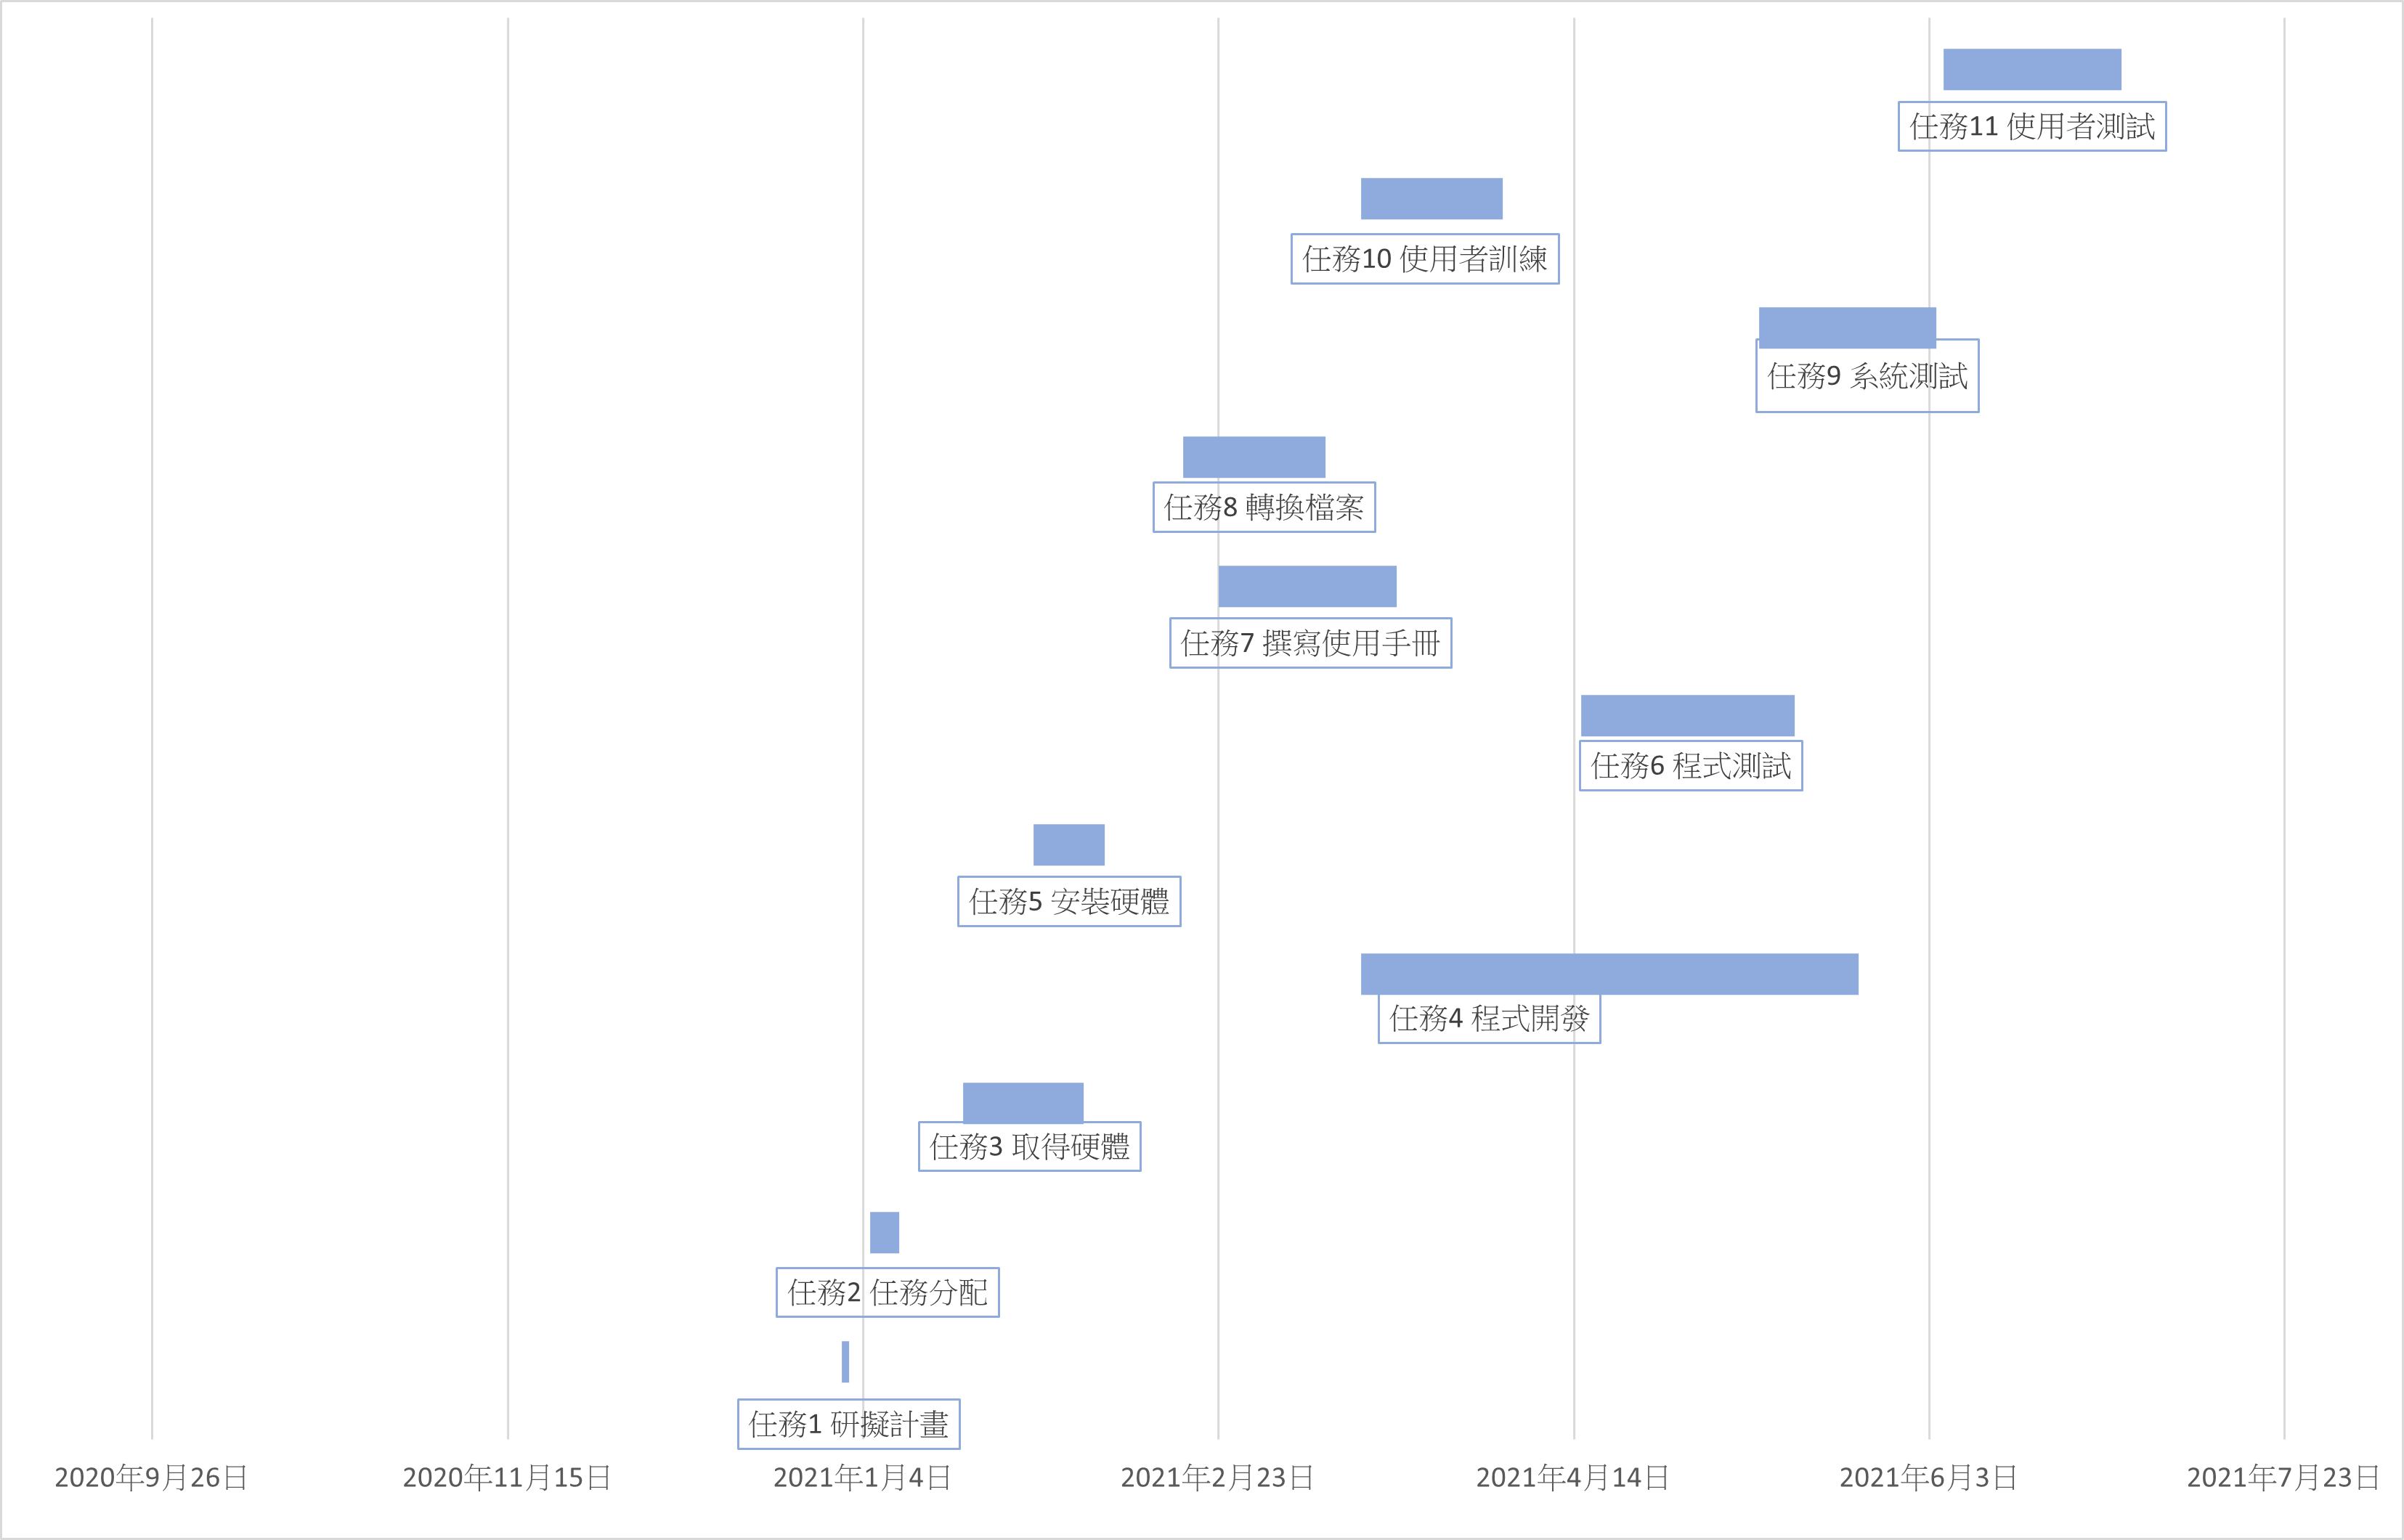 任務11 使用者測試
任務10 使用者訓練
任務9 系統測試
任務8 轉換檔案
任務7 撰寫使用手冊
任務6 程式測試
任務5 安裝硬體
任務4 程式開發
任務3 取得硬體
任務2 任務分配
任務1 研擬計畫
2020年9月26日
2020年11月15日
2021年1月4日
2021年2月23日
2021年4月14日
2021年6月3日
2021年7月23日